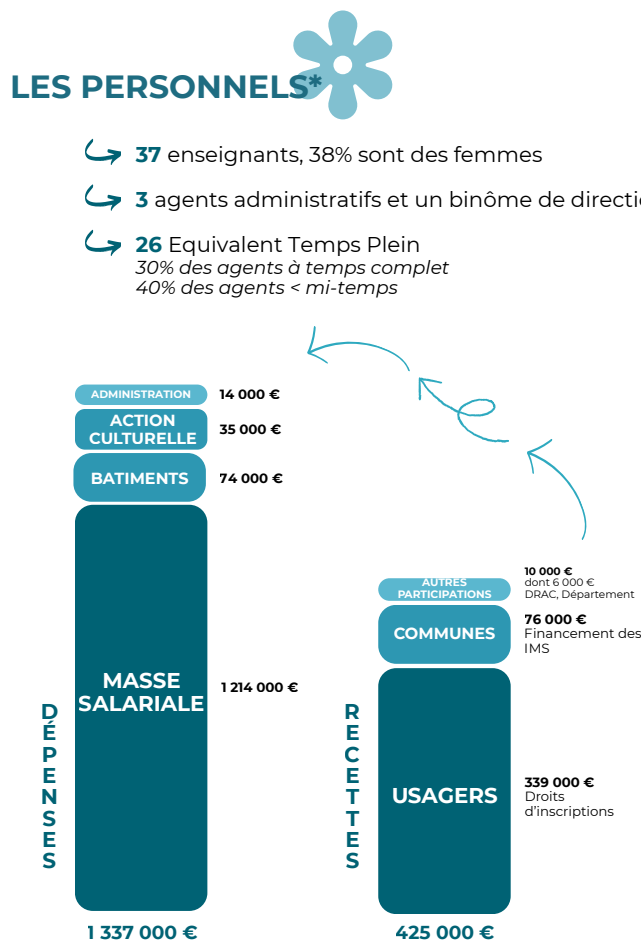 LES PERSONNELS*
37 enseignants, 38% sont des femmes
3 agents administratifs et un binôme de directi
26 Equivalent Temps Plein
30% des agents à temps complet
40% des agents < mi-temps
ADMINISTRATION
14 000 €
ACTION
CULTURELLE
35 000 €
BATIMENTS
74 000 €
MASSE
SALARIALE
1 214 000 €
DÉPENSES
1 337 000 €
AUTRES
PARTICIPATIONS
10 000 €
dont 6 000 €
DRAC, Département
COMMUNES
76 000 €
Financement des
IMS
USAGERS
339 000 €
Droits
d'inscriptions
RECETTES
425 000 €